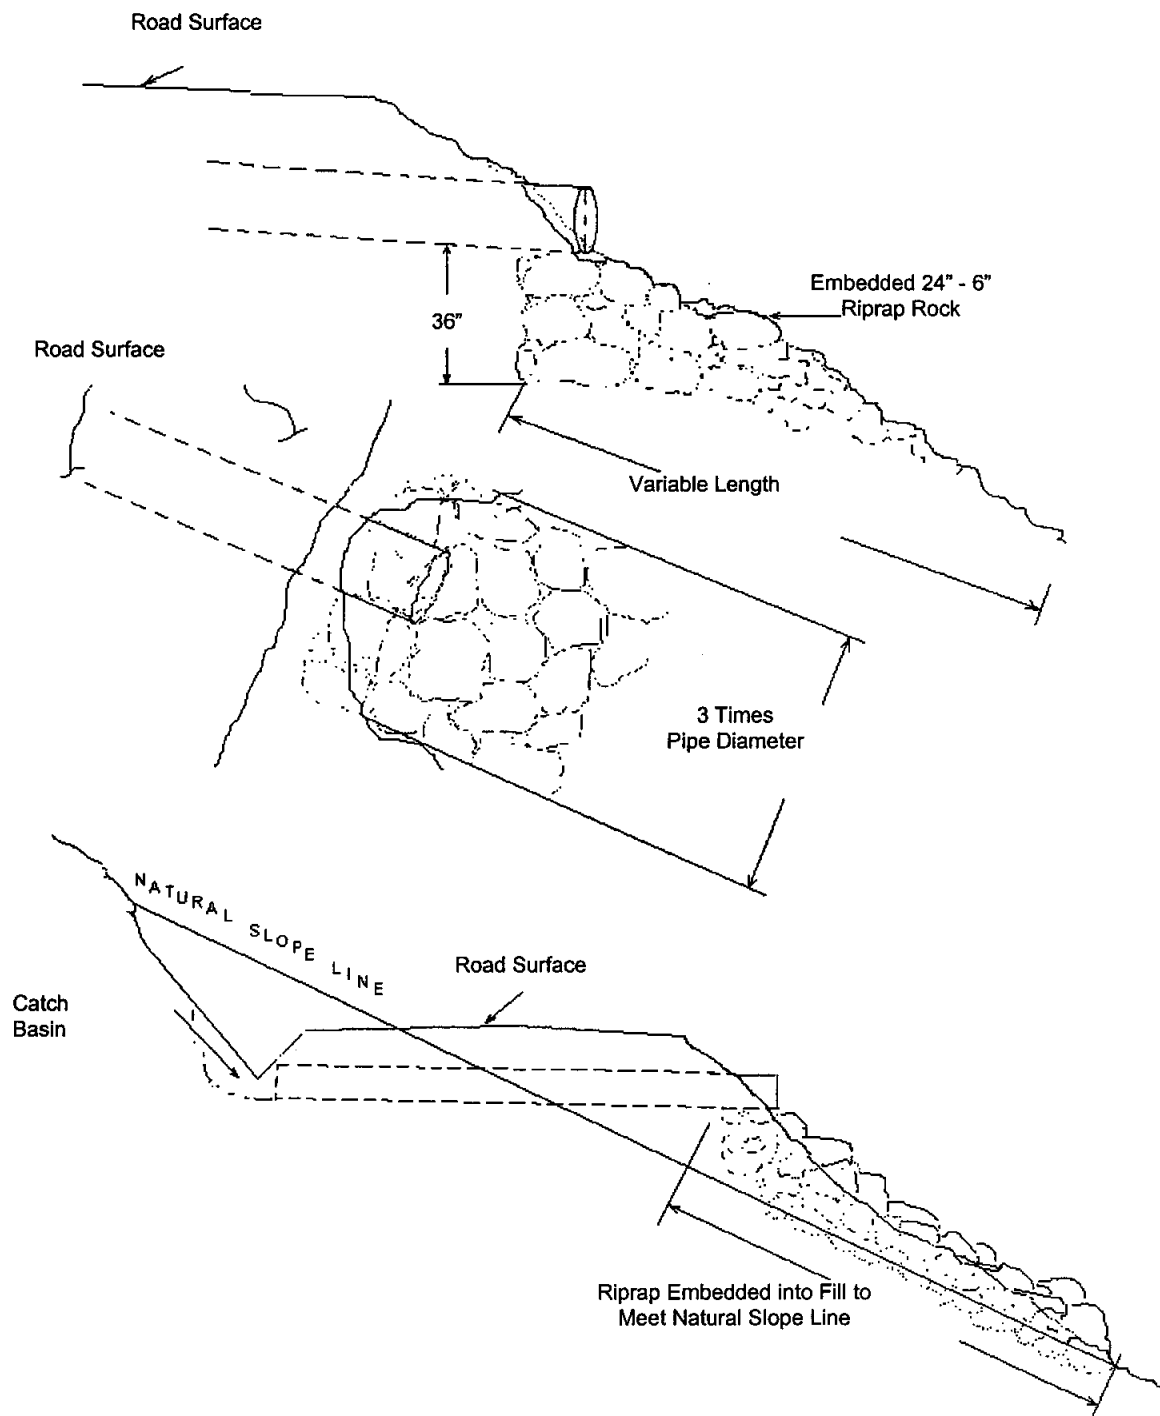 Road Surface
Embedded 24” - 6”
Riprap Rock
36”
Road Surface
Variable Length
3 Times
Pipe Diameter
NATURAL SLOPE LINE
Road Surface
Catch
Basin
Riprap Embedded into Fill to
Meet Natural Slope Line